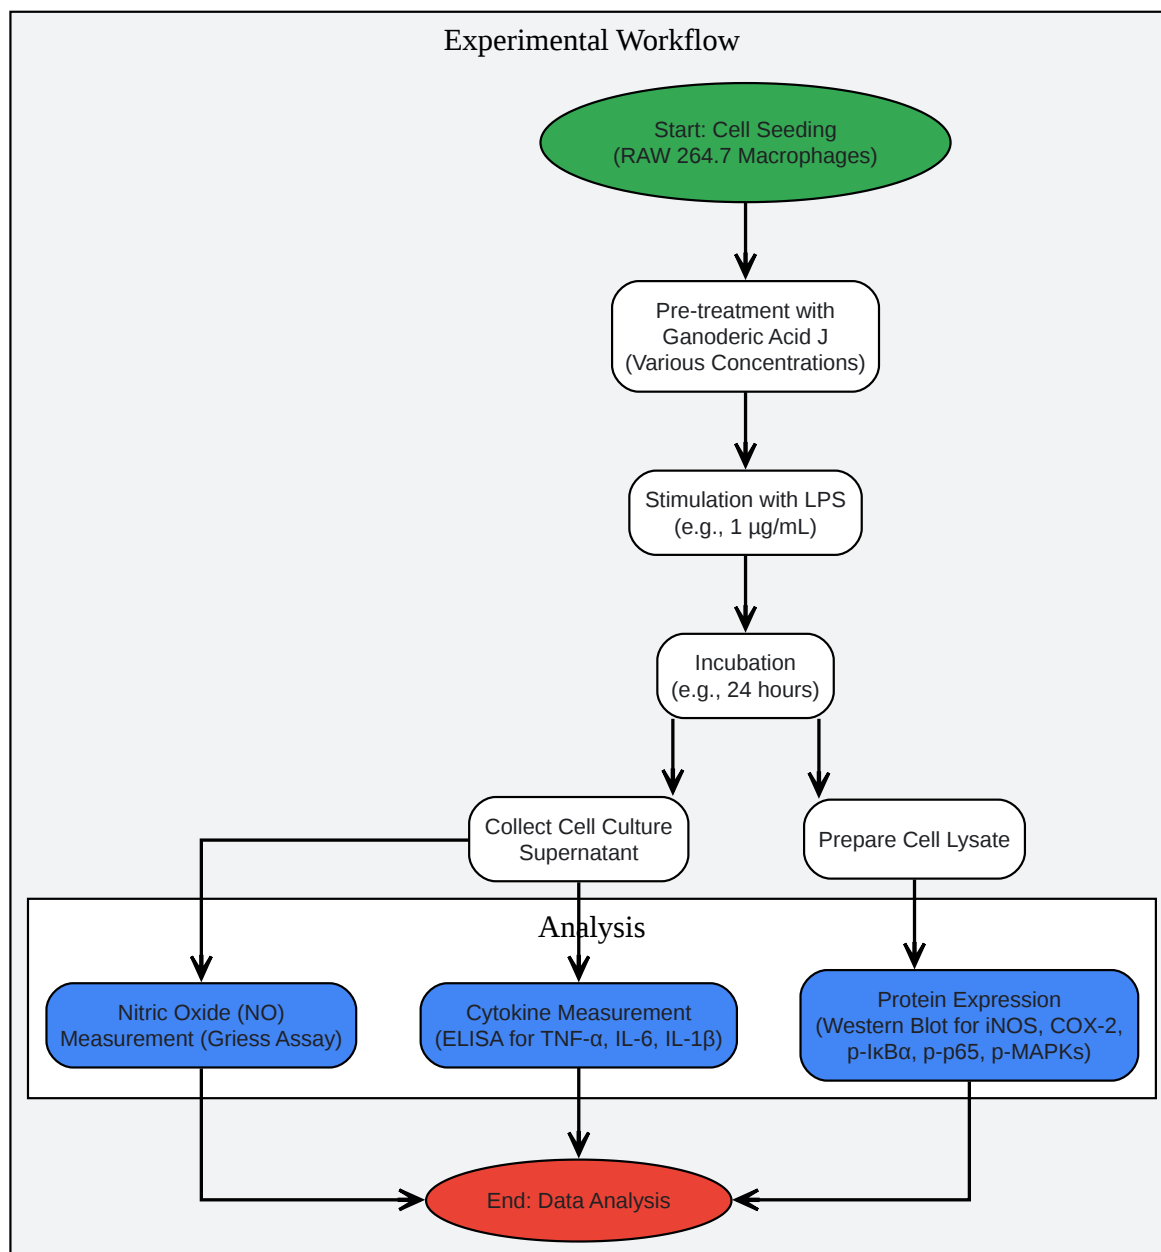 Experimental Workflow
Start: Cell Seeding
(RAW 264.7 Macrophages)
Pre-treatment with
Ganoderic Acid J
(Various Concentrations)
Stimulation with LPS
(e.g., 1 µg/mL)
Incubation
(e.g., 24 hours)
Collect Cell Culture
Supernatant
Prepare Cell Lysate
Analysis
Nitric Oxide (NO)
Measurement (Griess Assay)
Cytokine Measurement
(ELISA for TNF-α, IL-6, IL-1β)
Protein Expression
(Western Blot for iNOS, COX-2,
p-IκBα, p-p65, p-MAPKs)
End: Data Analysis